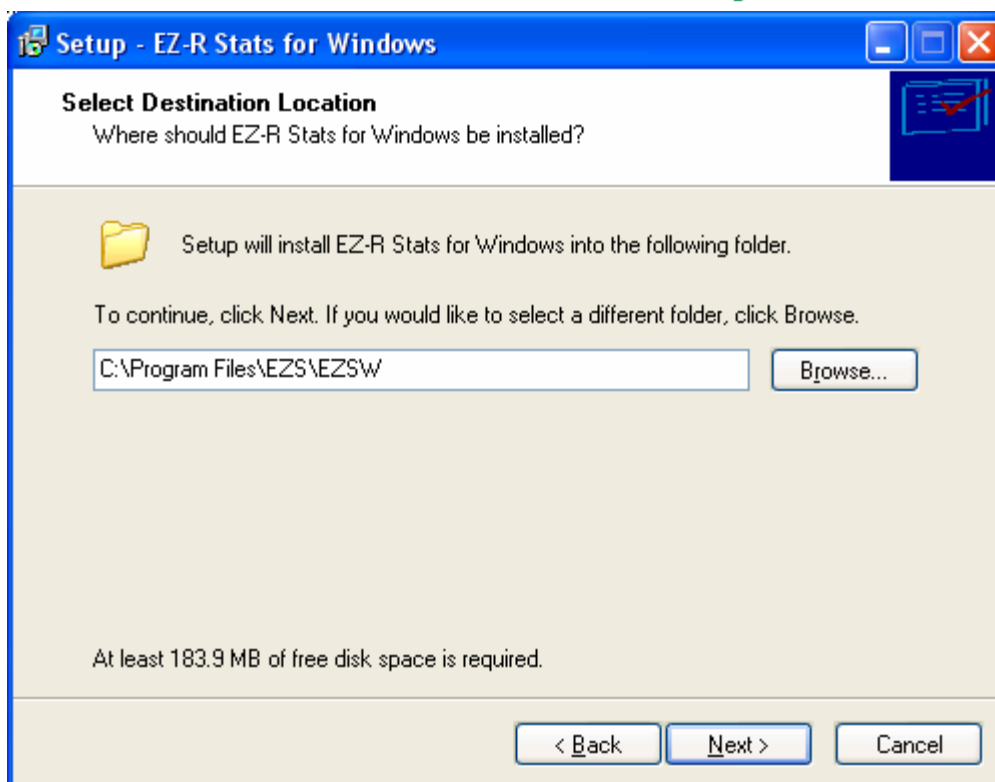 Setup - EZ-R Stats for Windows
Select Destination Location
Where should EZ-R Stats for Windows be installed?
Setup will install EZ-R Stats for Windows into the following folder.
To continue, click Next. If you would like to select a different folder, click Browse.
C:\Program Files\EZS\EZSW
Browse...
At least 183.9 MB of free disk space is required.
< Back Next > Cancel